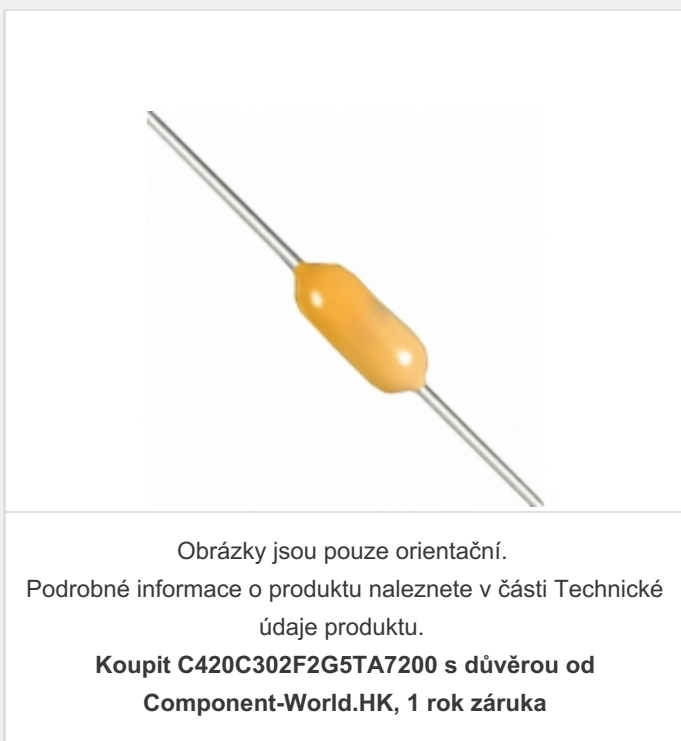 Obrázky jsou pouze orientační.
Podrobné informace o produktu naleznete v části Technické
údaje produktu.
Koupit C420C302F2G5TA7200 s důvěrou od
Component-World.HK, 1 rok záruka